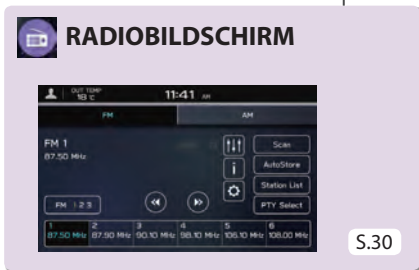 RADIOBILDSCHIRM
OUT TEMP
18 °C
11:41 AM
FM AM
FM 1
87.50 MHz
Scan
AutoStore
Station List
FM 1·2·3
PTY Select
1 2 3 4 5 6
87.50 MHz 87.90 MHz 90.10 MHz 98.10 MHz 106.10 MHz 108.00 MHz
S.30